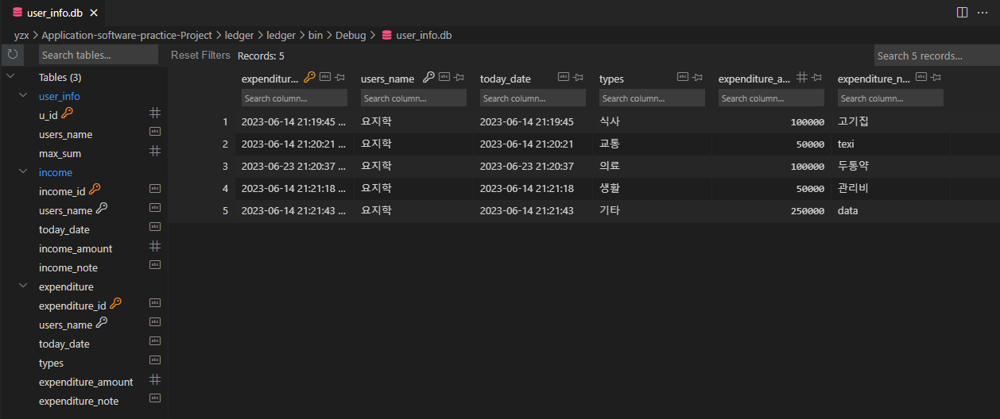 user_info.db
yzx > Application-software-practice-Project > ledger > ledger > bin > Debug > user_info.db
Search tables... Reset Filters Records: 5 Search 5 records...
Tables (3)
user_info
u_id
users_name
max_sum
income
income_id
users_name
today_date
income_amount
income_note
expenditure
expenditure_id
users_name
today_date
types
expenditure_amount
expenditure_note
expenditur... users_name today_date types expenditure_a... expenditure_n...
Search column... Search column... Search column... Search column... Search column... Search column...
1 2023-06-14 21:19:45 ... 요지학 2023-06-14 21:19:45 식사 100000 고기집
2 2023-06-14 21:20:21 ... 요지학 2023-06-14 21:20:21 교통 50000 texi
3 2023-06-23 21:20:37 ... 요지학 2023-06-23 21:20:37 의료 100000 두통약
4 2023-06-14 21:21:18 ... 요지학 2023-06-14 21:21:18 생활 50000 관리비
5 2023-06-14 21:21:43 ... 요지학 2023-06-14 21:21:43 기타 250000 data